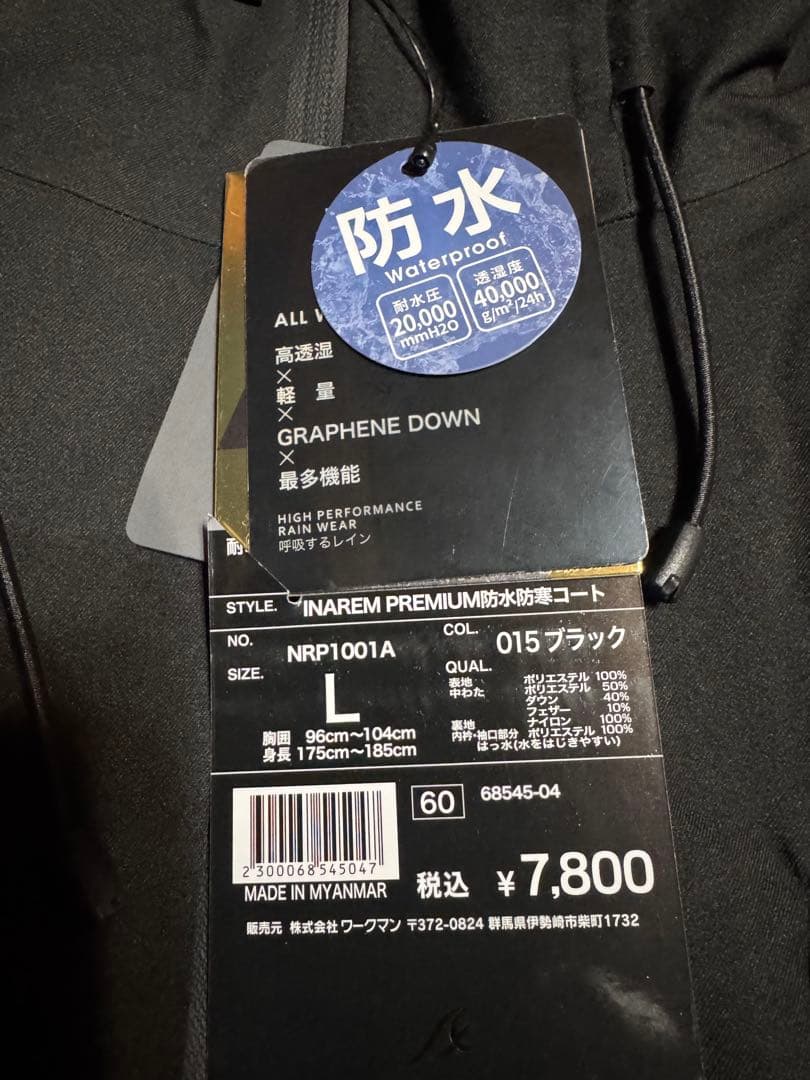 防水
Waterproof
耐水圧
20,000
mmH2O
透湿度
40,000
g/m²/24h
ALL
高透湿
×
軽 量
×
GRAPHENE DOWN
×
最多機能
HIGH PERFORMANCE
RAIN WEAR
呼吸するレイン
耐
STYLE. INAREM PREMIUM防水防寒コート
NO. NRP1001A
COL. 015 ブラック
SIZE. L
胸囲 96cm〜104cm
身長 175cm〜185cm
QUAL.
表地 ポリエステル 100%
中わた ポリエステル 50%
ダウン 40%
フェザー 10%
裏地 ナイロン 100%
内衿・袖口部分 ポリエステル 100%
はっ水(水をはじきやすい)
60 68545-04
2300068545047
MADE IN MYANMAR
税込 ¥7,800
販売元 株式会社 ワークマン 〒372-0824 群馬県伊勢崎市柴町1732